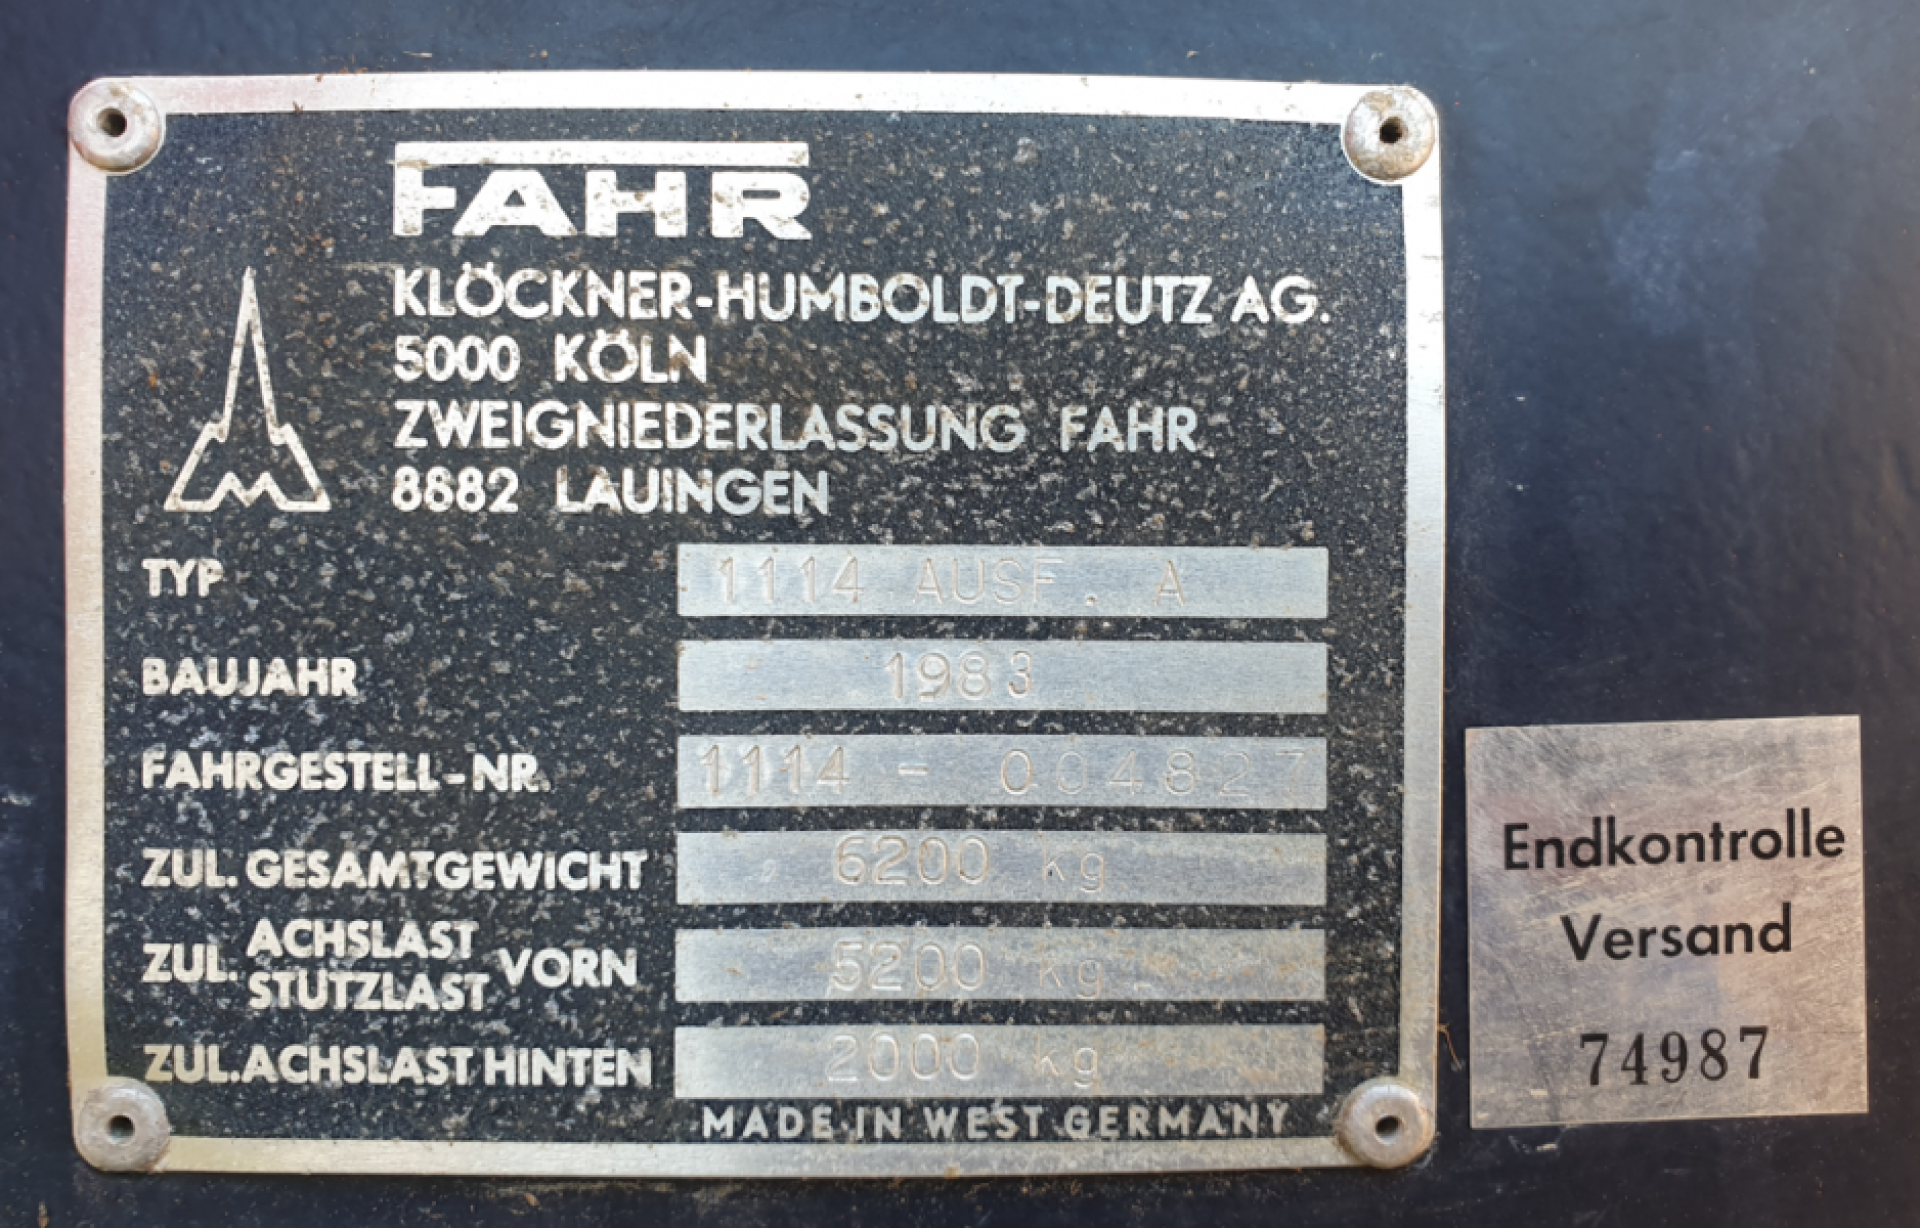 FAHR
KLÖCKNER-HUMBOLDT-DEUTZ AG.
5000 KÖLN
ZWEIGNIEDERLASSUNG FAHR
8882 LAUINGEN
TYP 1114 AUSF. A
BAUJAHR 1983
FAHRGESTELL-NR. 1114 - 004827
ZUL. GESAMTGEWICHT 6200 kg
ZUL. ACHSLAST STÜTZLAST VORN 5200 kg
ZUL. ACHSLAST HINTEN 2000 kg
MADE IN WEST GERMANY
Endkontrolle
Versand
74987